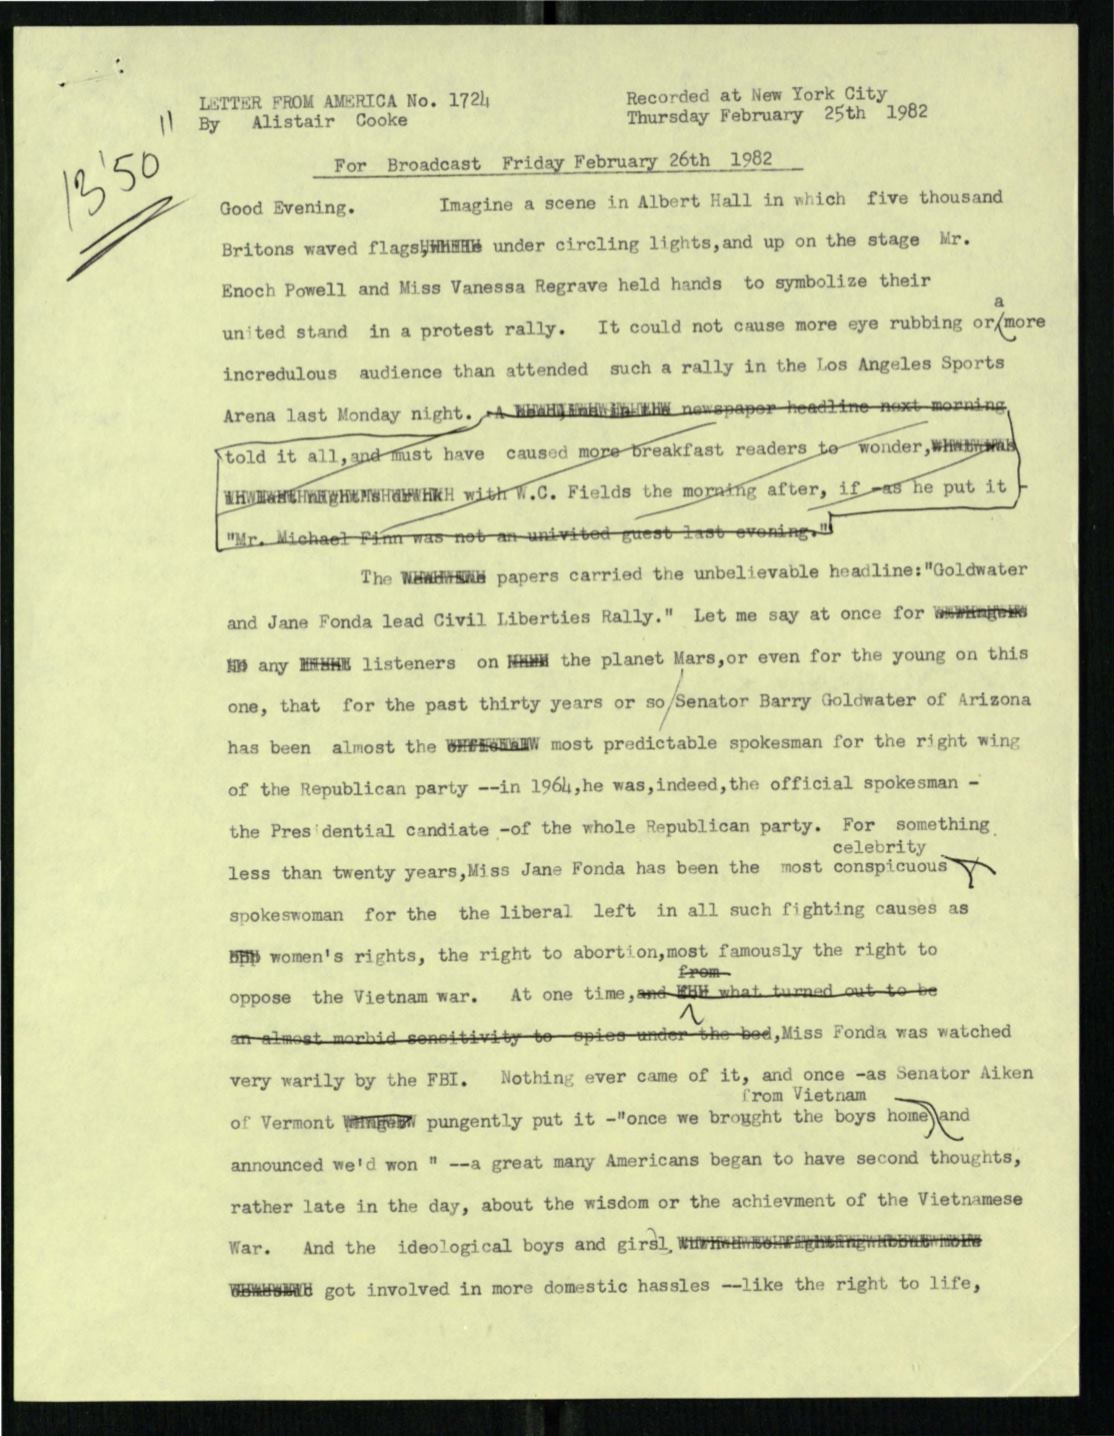 LETTER FROM AMERICA No. 1724
By Alistair Cooke
Recorded at New York City
Thursday February 25th 1982
13'50"
For Broadcast Friday February 26th 1982
Good Evening. Imagine a scene in Albert Hall in which five thousand
Britons waved flags, under circling lights,and up on the stage Mr.
Enoch Powell and Miss Vanessa Regrave held hands to symbolize their
a
united stand in a protest rally. It could not cause more eye rubbing or more
incredulous audience than attended such a rally in the Los Angeles Sports
Arena last Monday night. A newspaper headline next morning
told it all,and must have caused more breakfast readers to wonder,
with W.C. Fields the morning after, if -as he put it -
"Mr. Michael Finn was not an univited guest last evening."
The papers carried the unbelievable headline:"Goldwater
and Jane Fonda lead Civil Liberties Rally." Let me say at once for
any listeners on the planet Mars,or even for the young on this
one, that for the past thirty years or so/Senator Barry Goldwater of Arizona
has been almost the most predictable spokesman for the right wing
of the Republican party --in 1964,he was,indeed,the official spokesman -
the Presidential candiate -of the whole Republican party. For something
celebrity
less than twenty years,Miss Jane Fonda has been the most conspicuous
spokeswoman for the the liberal left in all such fighting causes as
women's rights, the right to abortion,most famously the right to
from
oppose the Vietnam war. At one time,and what turned out to be
an almost morbid sensitivity to spies under the bed,Miss Fonda was watched
very warily by the FBI. Nothing ever came of it, and once -as Senator Aiken
from Vietnam
of Vermont pungently put it -"once we brought the boys home and
announced we'd won " --a great many Americans began to have second thoughts,
rather late in the day, about the wisdom or the achievment of the Vietnamese
War. And the ideological boys and girsl,
got involved in more domestic hassles --like the right to life,